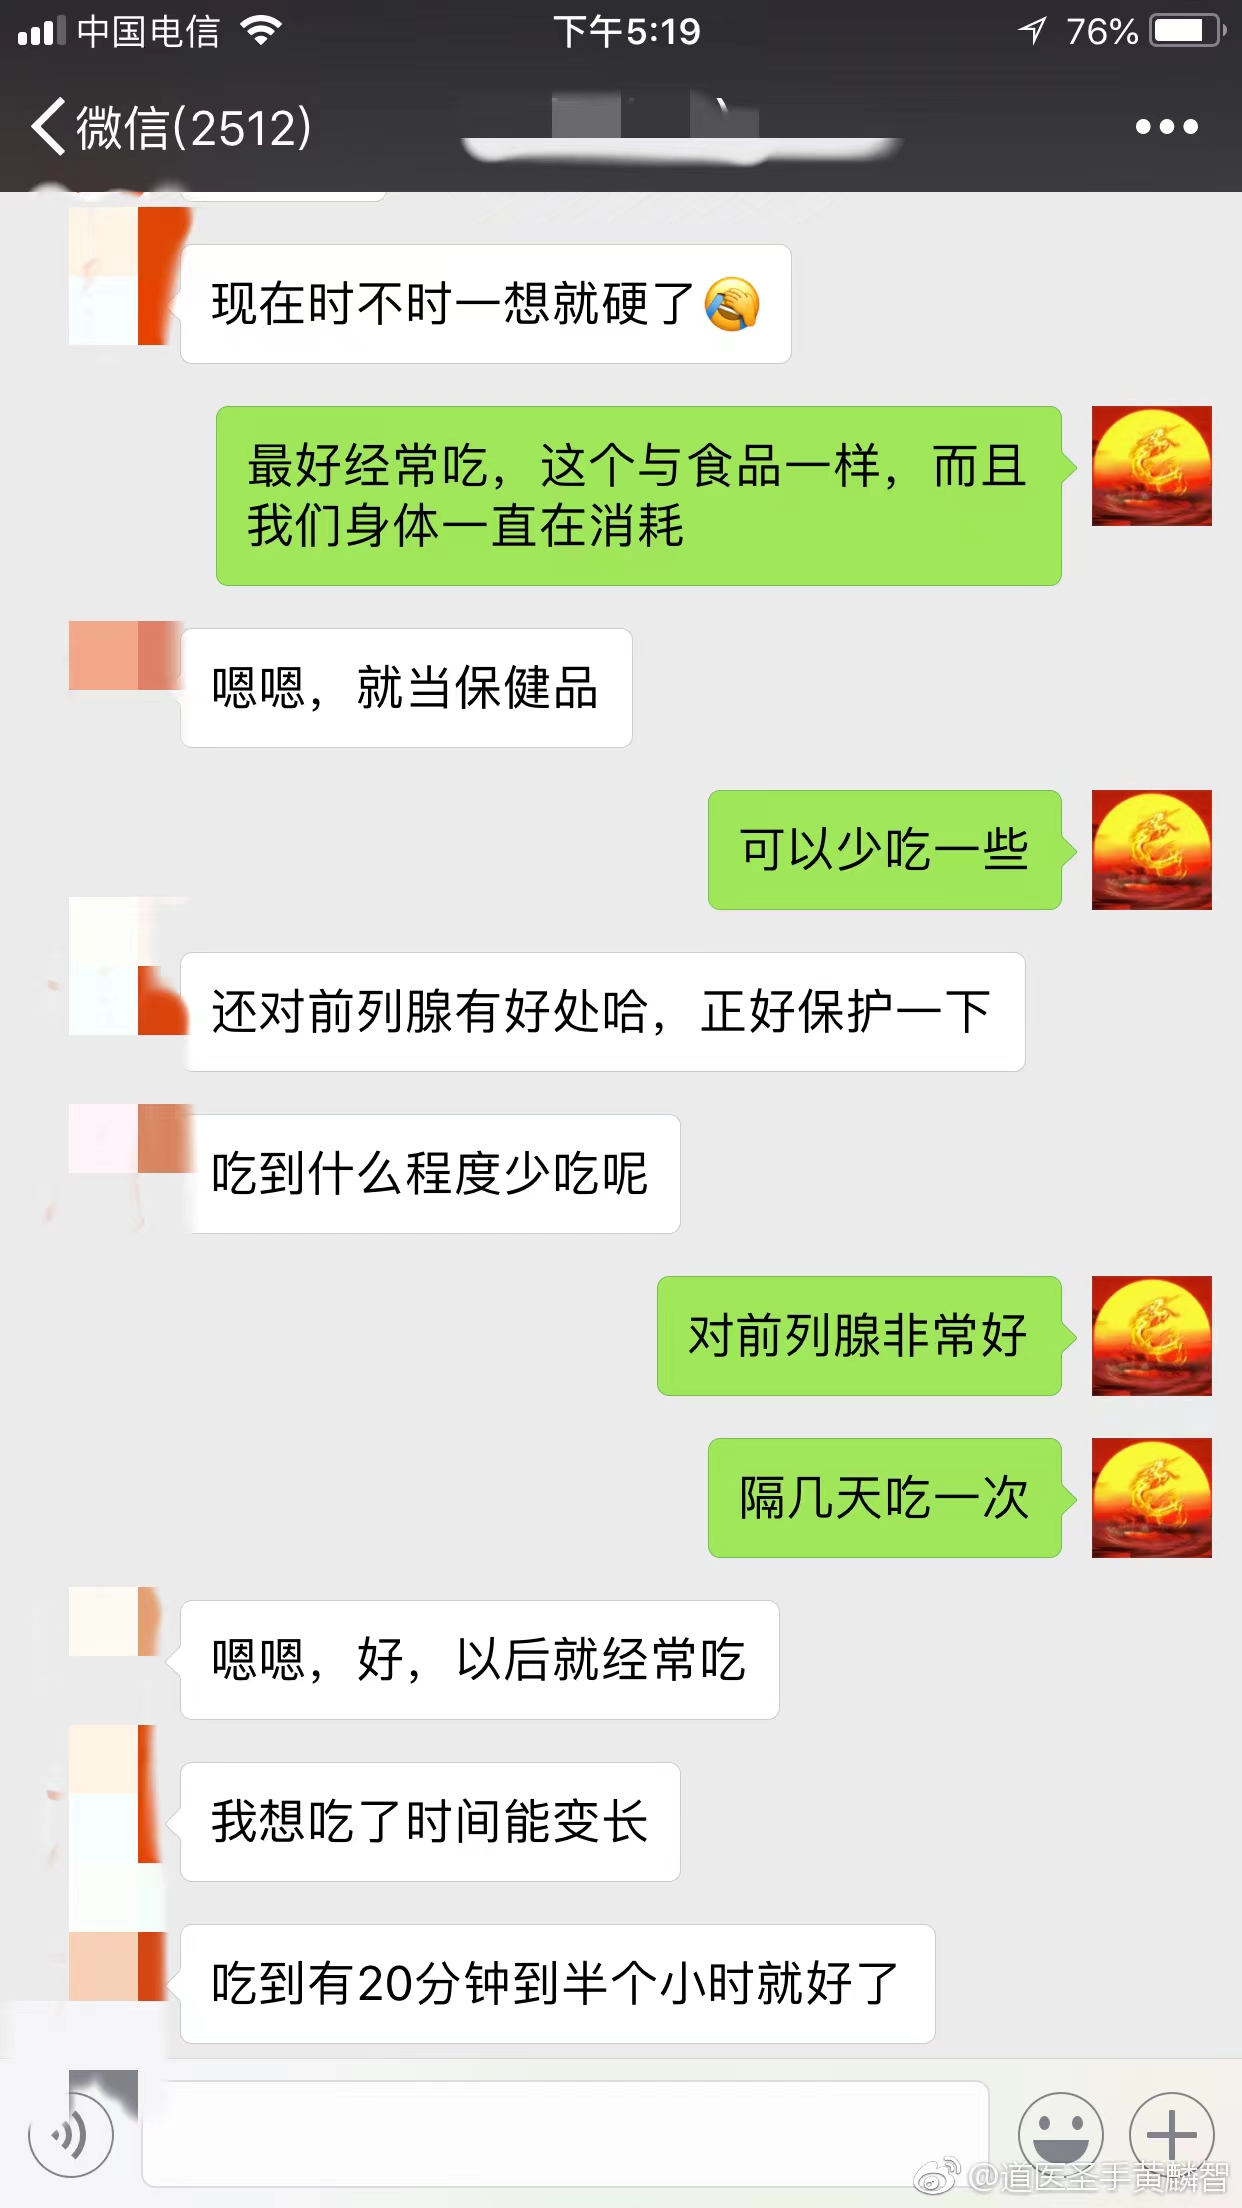 中国电信
下午5:19
76%
微信(2512)
现在时不时一想就硬了🤦
最好经常吃，这个与食品一样，而且
我们身体一直在消耗
嗯嗯，就当保健品
可以少吃一些
还对前列腺有好处哈，正好保护一下
吃到什么程度少吃呢
对前列腺非常好
隔几天吃一次
嗯嗯，好，以后就经常吃
我想吃了时间能变长
吃到有20分钟到半个小时就好了
@道医圣手黄麟智